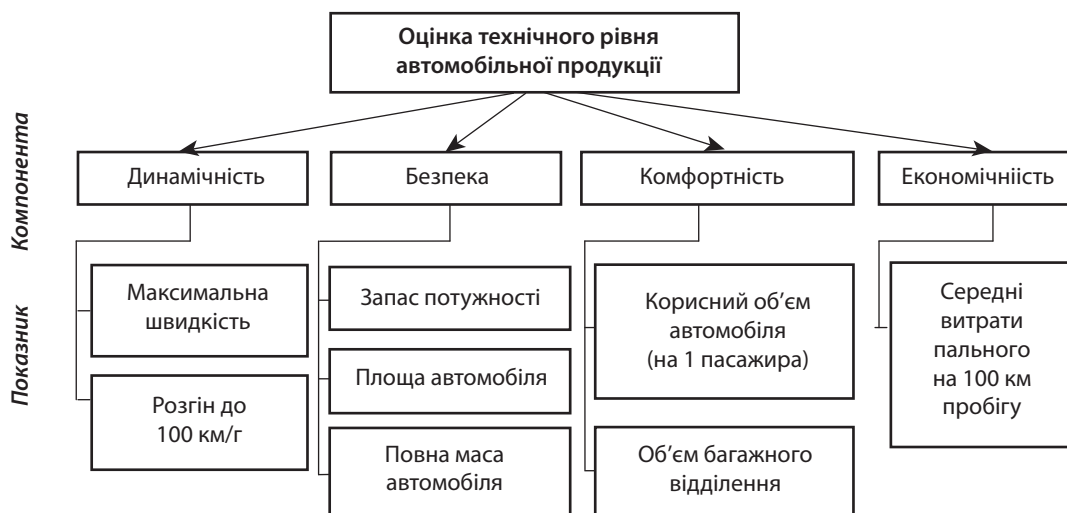 Оцінка технічного рівня
автомобільної продукції
Компонента
Динамічність
Безпека
Комфортність
Економічніість
Показник
Максимальна
швидкість
Розгін до
100 км/г
Запас потужності
Площа автомобіля
Повна маса
автомобіля
Корисний об’єм
автомобіля
(на 1 пасажира)
Об’єм багажного
відділення
Середні
витрати
пального
на 100 км
пробігу